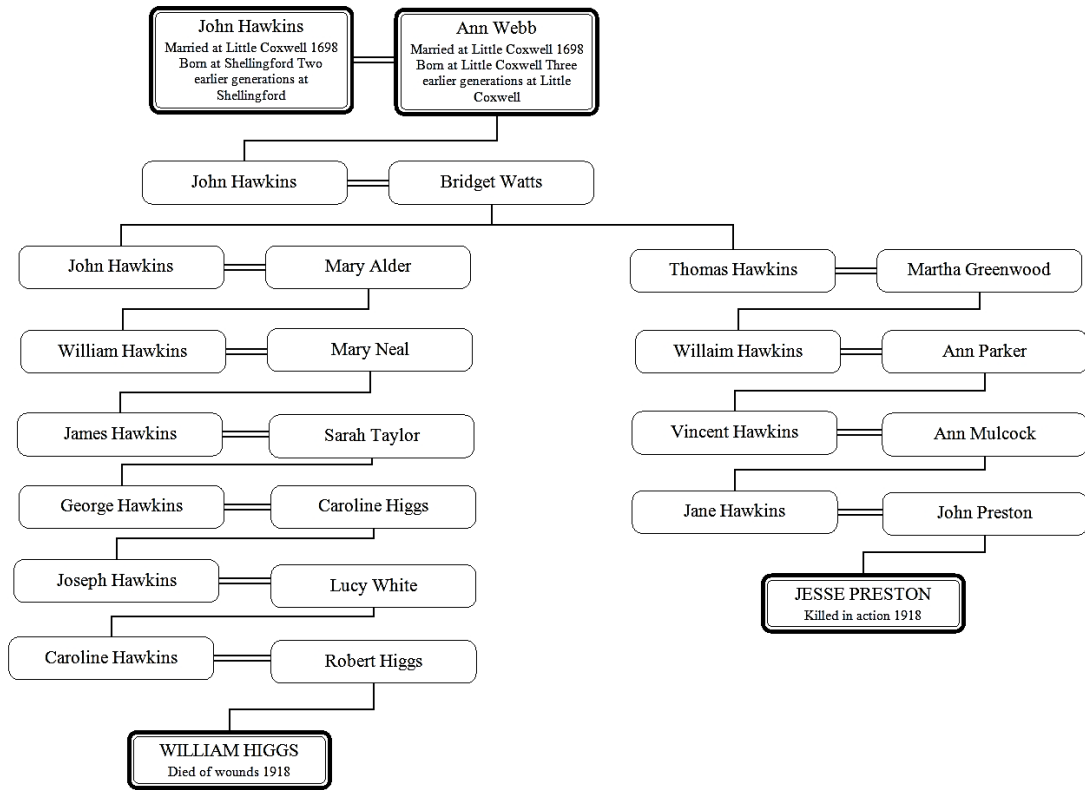 John Hawkins
Married at Little Coxwell 1698
Born at Shellingford Two
earlier generations at
Shellingford
Ann Webb
Married at Little Coxwell 1698
Born at Little Coxwell Three
earlier generations at Little
Coxwell
John Hawkins
Bridget Watts
John Hawkins
Mary Alder
Thomas Hawkins
Martha Greenwood
William Hawkins
Mary Neal
Willaim Hawkins
Ann Parker
James Hawkins
Sarah Taylor
Vincent Hawkins
Ann Mulcock
George Hawkins
Caroline Higgs
Jane Hawkins
John Preston
Joseph Hawkins
Lucy White
JESSE PRESTON
Killed in action 1918
Caroline Hawkins
Robert Higgs
WILLIAM HIGGS
Died of wounds 1918